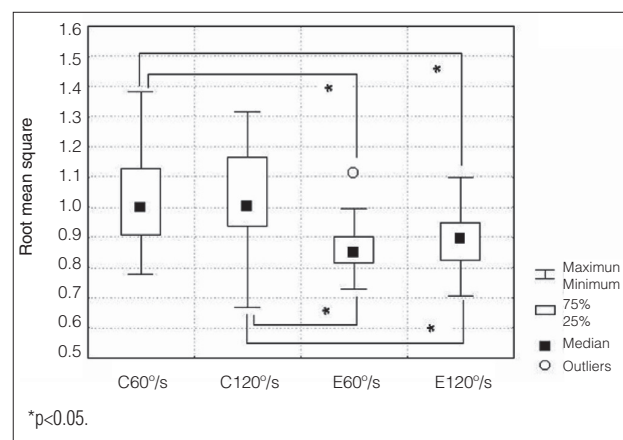 Root mean square
1.6
1.5
1.4
1.3
1.2
1.1
1.0
0.9
0.8
0.7
0.6
0.5
*
*
*
*
C60º/s C120º/s E60º/s E120º/s
Maximun
Minimum
75%
25%
Median
Outliers
*p<0.05.